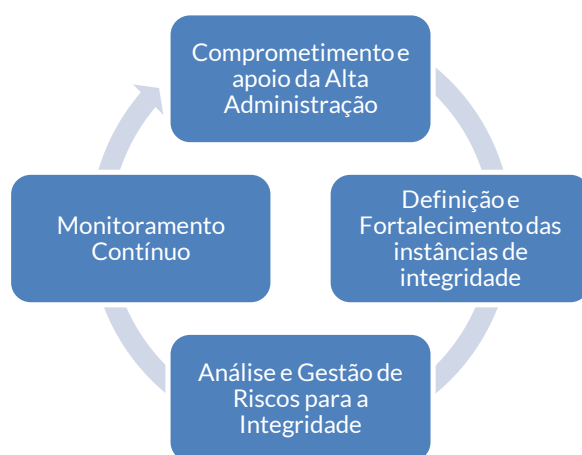 Comprometimento e
apoio da Alta
Administração
Definição e
Fortalecimento das
instâncias de
integridade
Análise e Gestão de
Riscos para a
Integridade
Monitoramento
Contínuo